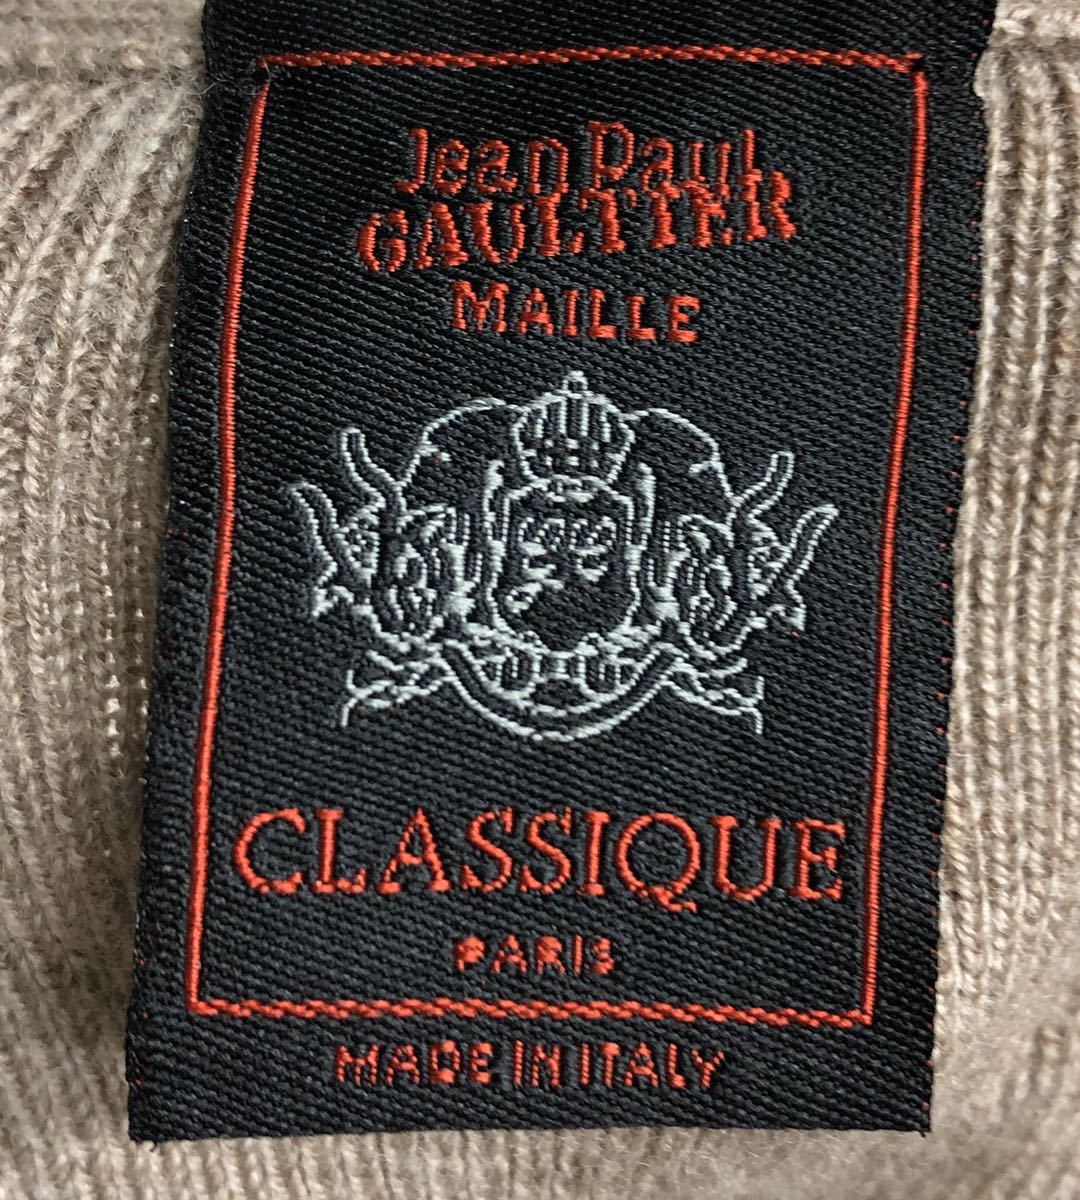 Jean Paul
GAULTIER
MAILLE
CLASSIQUE
PARIS
MADE IN ITALY